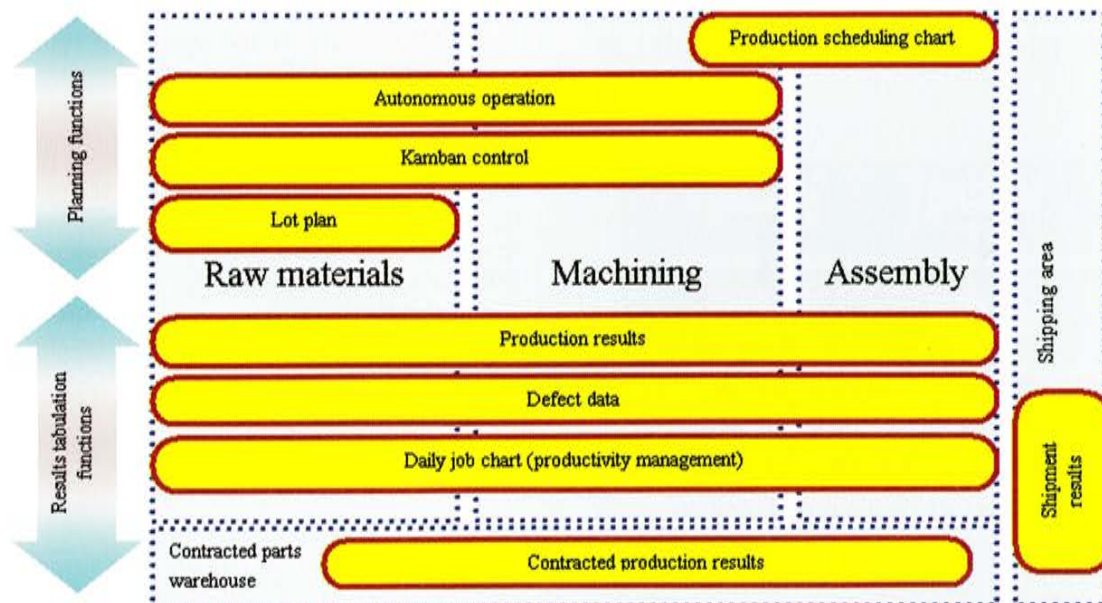 Planning functions
Production scheduling chart
Autonomous operation
Kamban control
Lot plan
Raw materials
Machining
Assembly
Shipping area
Results tabulation
functions
Production results
Defect data
Daily job chart (productivity management)
Shipment
results
Contracted parts
warehouse
Contracted production results